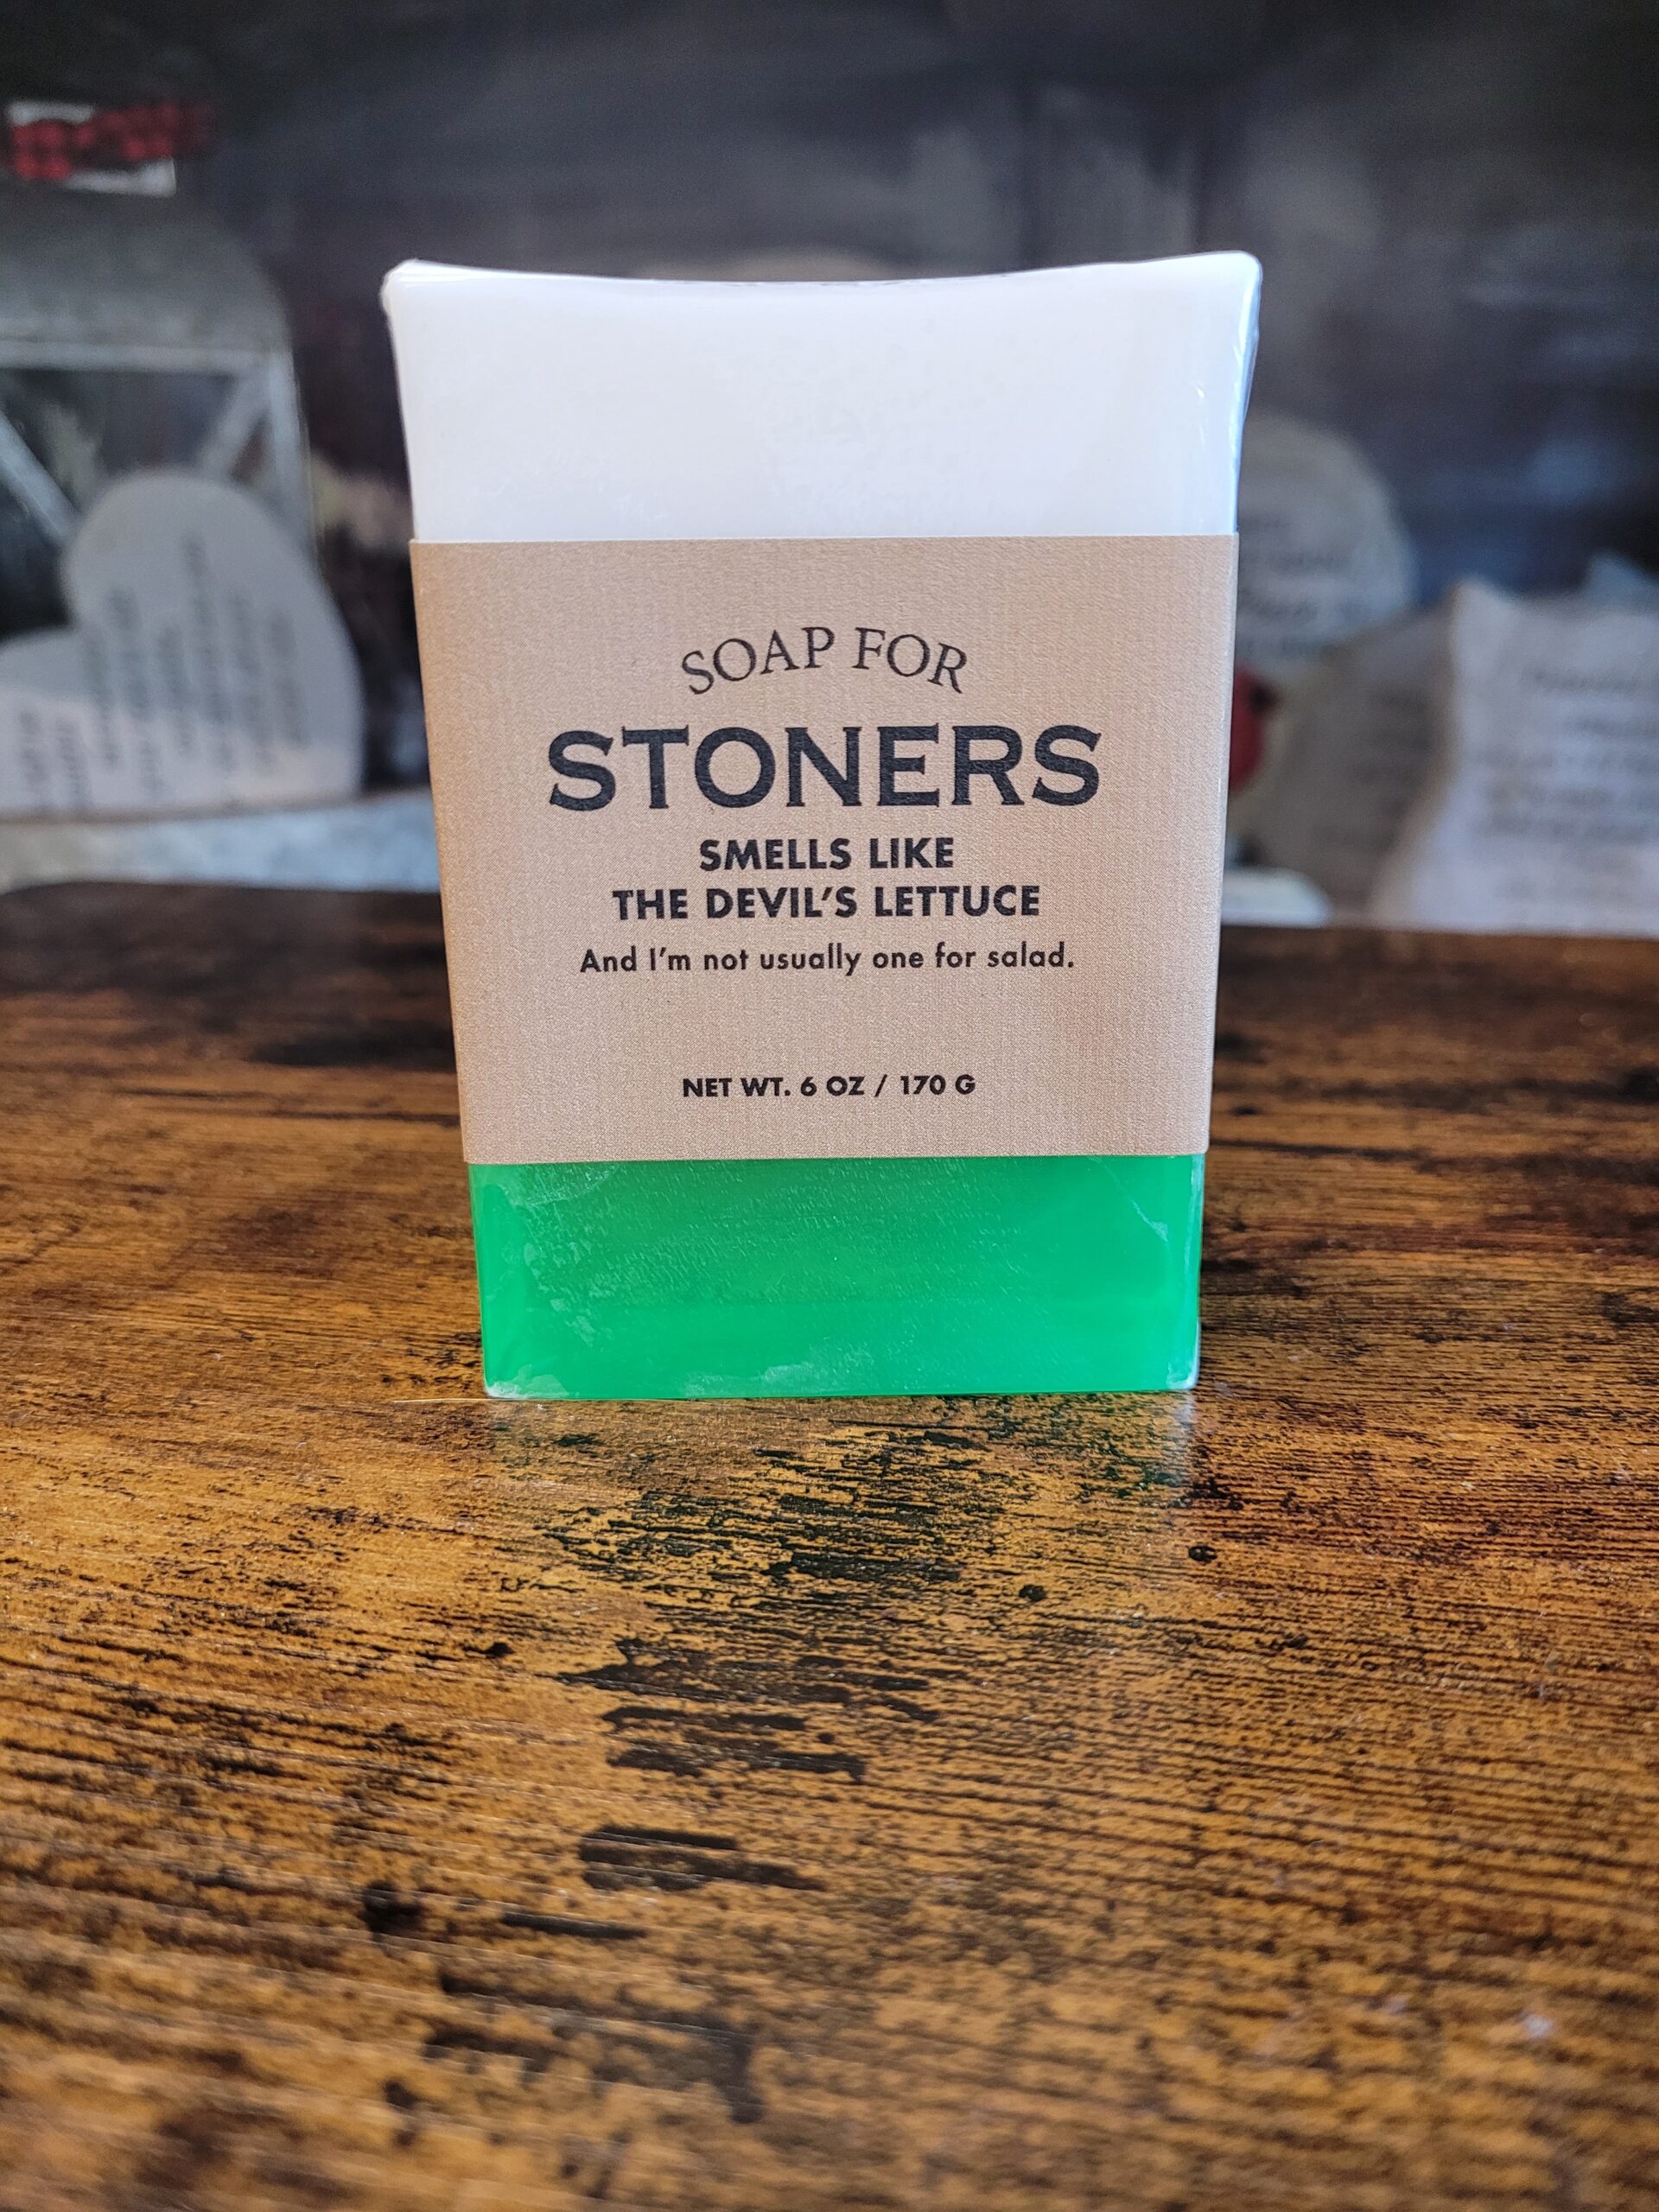 SOAP FOR
STONERS
SMELLS LIKE
THE DEVIL'S LETTUCE
And I'm not usually one for salad.
NET WT. 6 OZ / 170 G